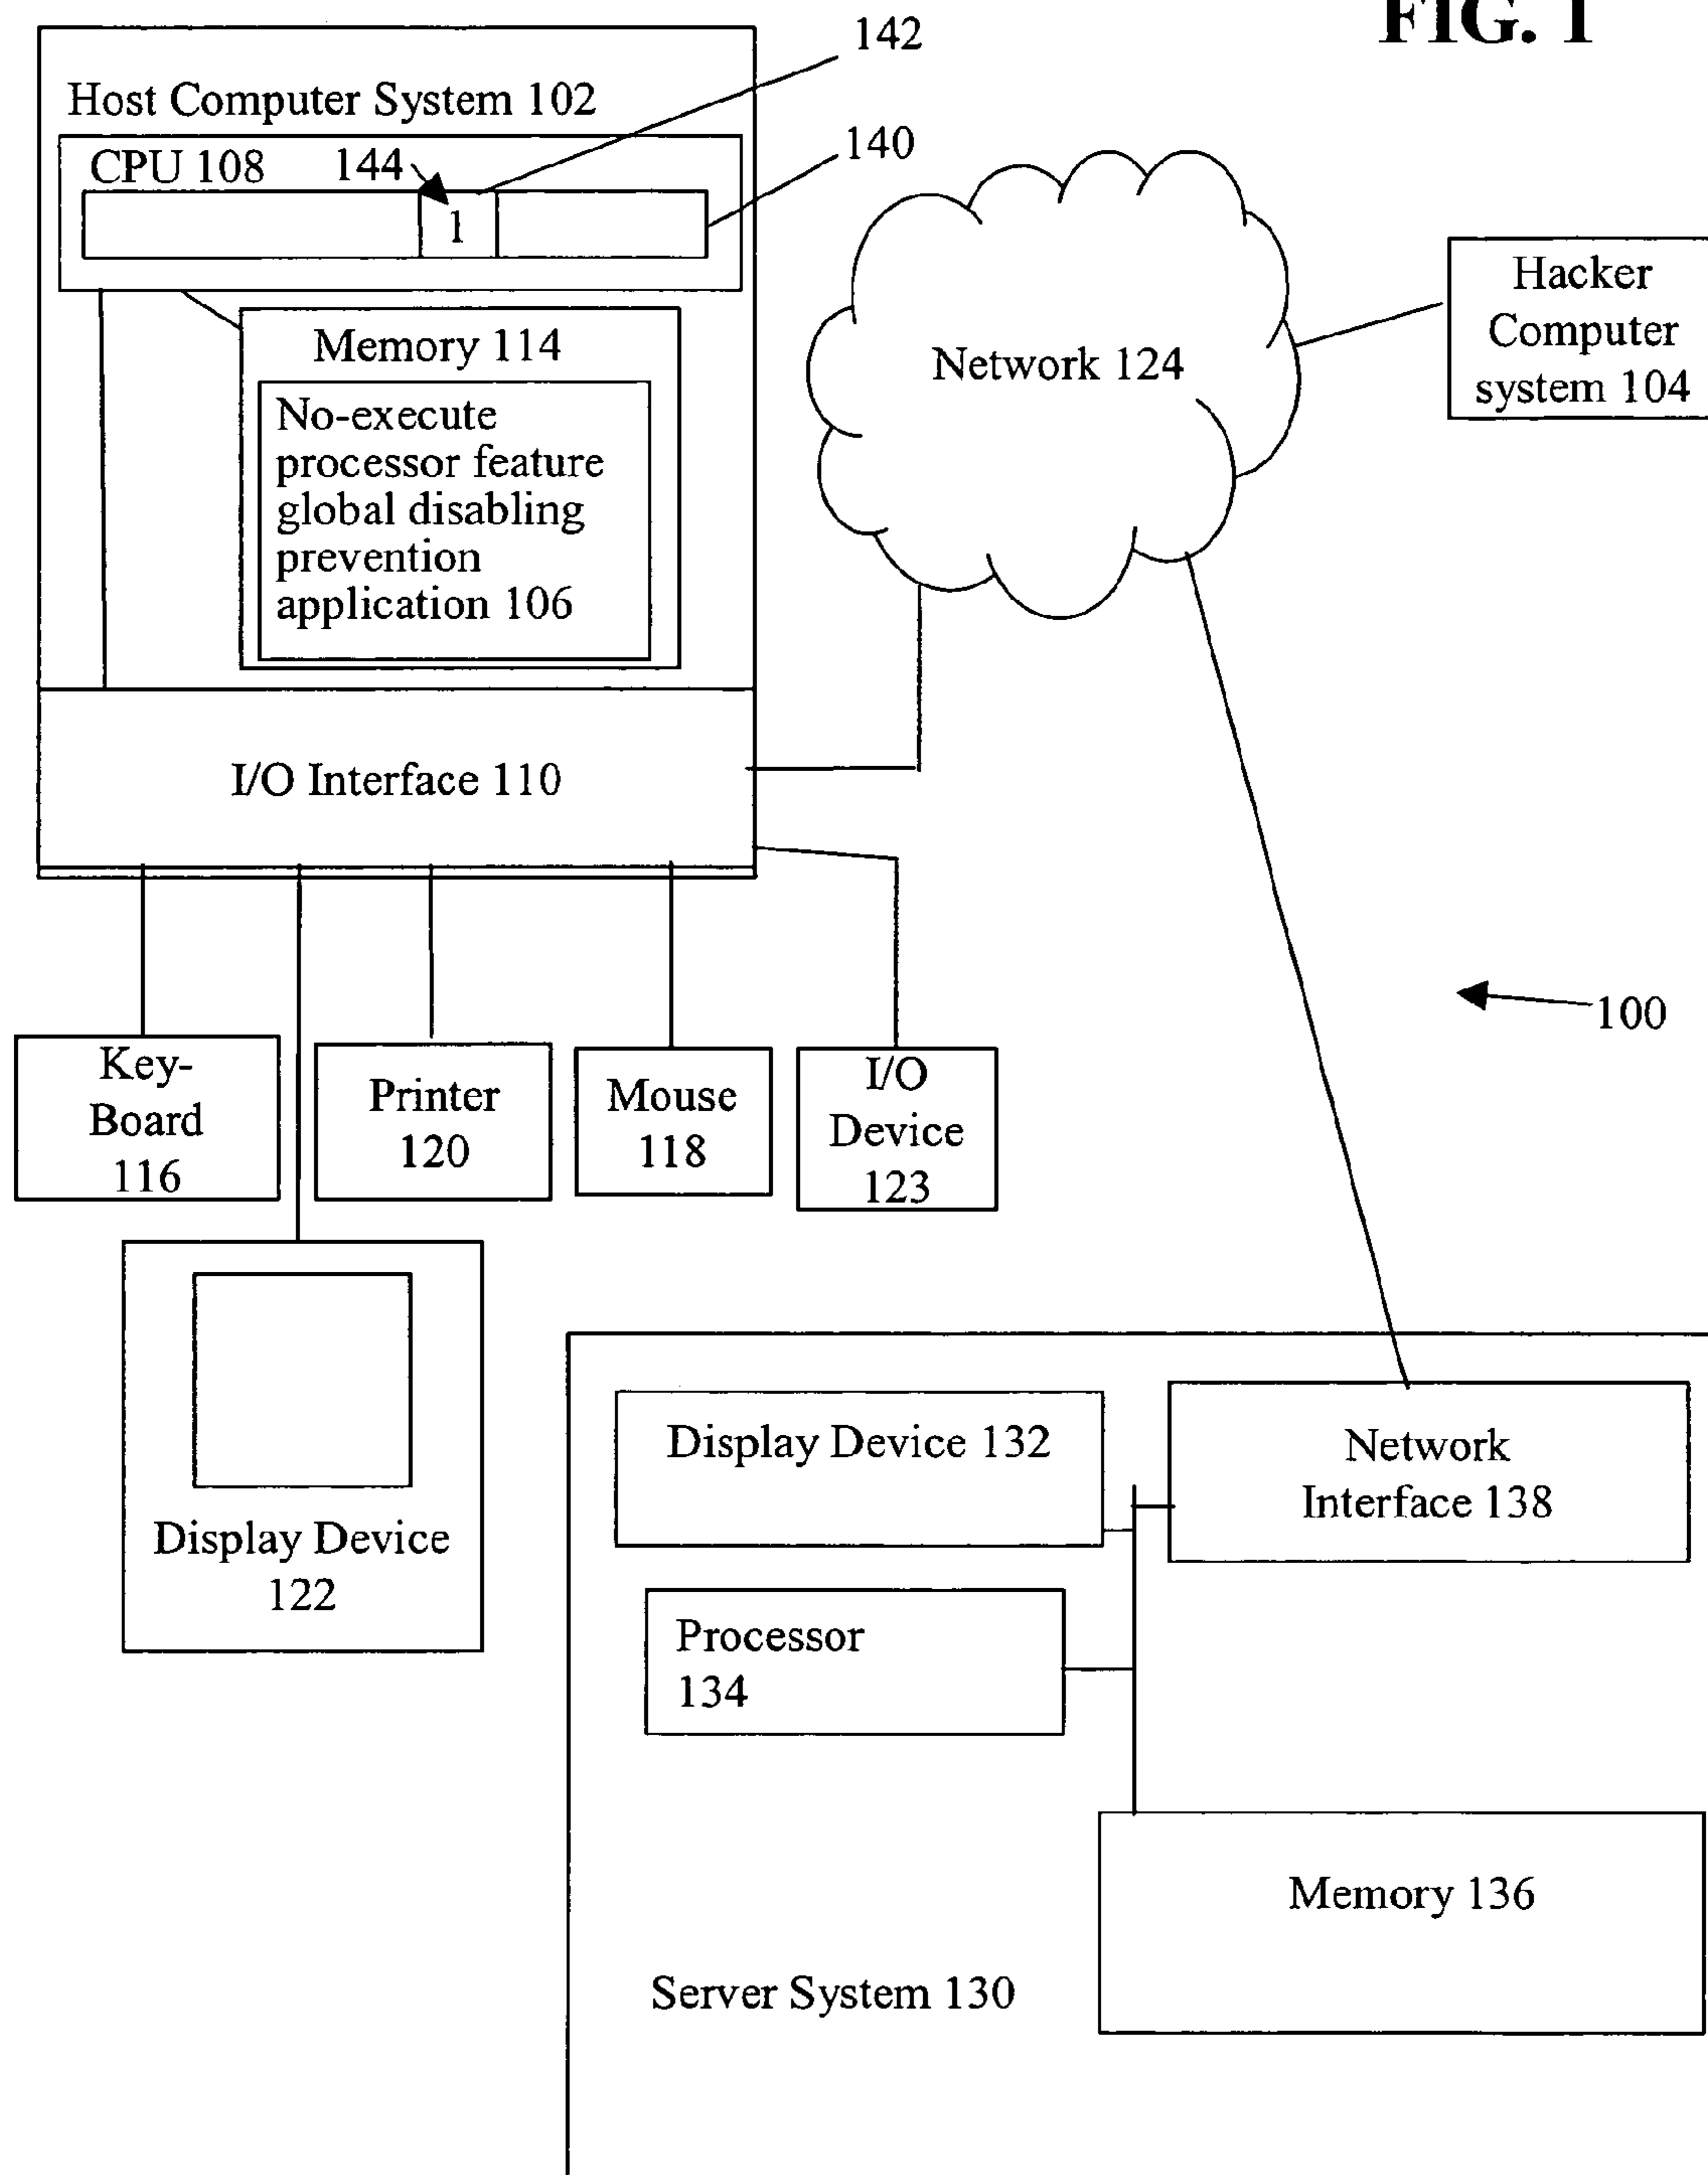 FIG. 1
142
Host Computer System 102
140
CPU 108
144
1
Memory 114
No-execute
processor feature
global disabling
prevention
application 106
Network 124
Hacker
Computer
system 104
I/O Interface 110
100
Key-
Board
116
Printer
120
Mouse
118
I/O
Device
123
Display Device
122
Display Device 132
Network
Interface 138
Processor
134
Memory 136
Server System 130